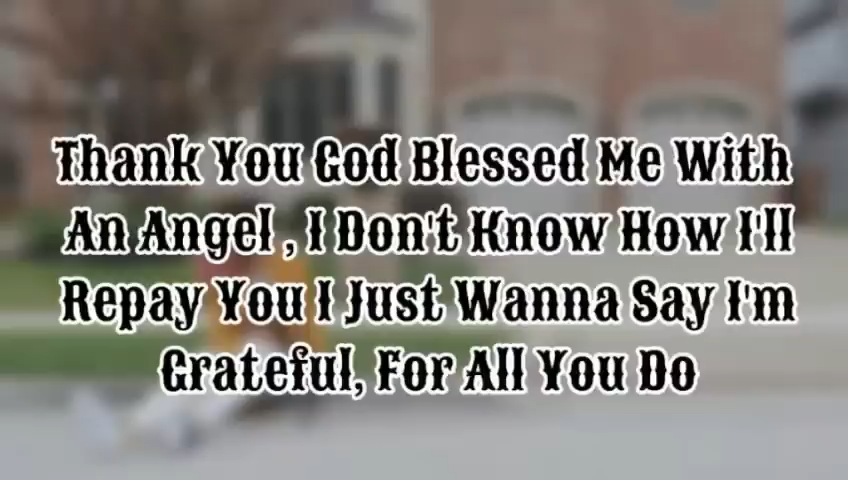 Thank You God Blessed Me With
An Angel , I Don't Know How I'll
Repay You I Just Wanna Say I'm
Grateful, For All You Do